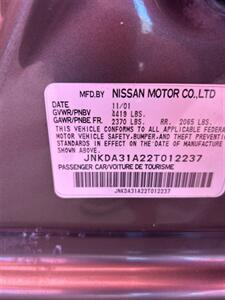 MFD.BY NISSAN MOTOR CO.,LTD
DATE 11/01
GVWR/PNBV 4419 LBS.
GAWR/PNBE FR. 2370 LBS. RR. 2065 LBS.
THIS VEHICLE CONFORMS TO ALL APPLICABLE FEDERAL
MOTOR VEHICLE SAFETY, BUMPER, AND THEFT PREVENTION
STANDARDS IN EFFECT ON THE DATE OF MANUFACTURE
SHOWN ABOVE.
JNKDA31A22T012237
PASSENGER CAR/VOITURE DE TOURISME
JNKDA31A22T012237